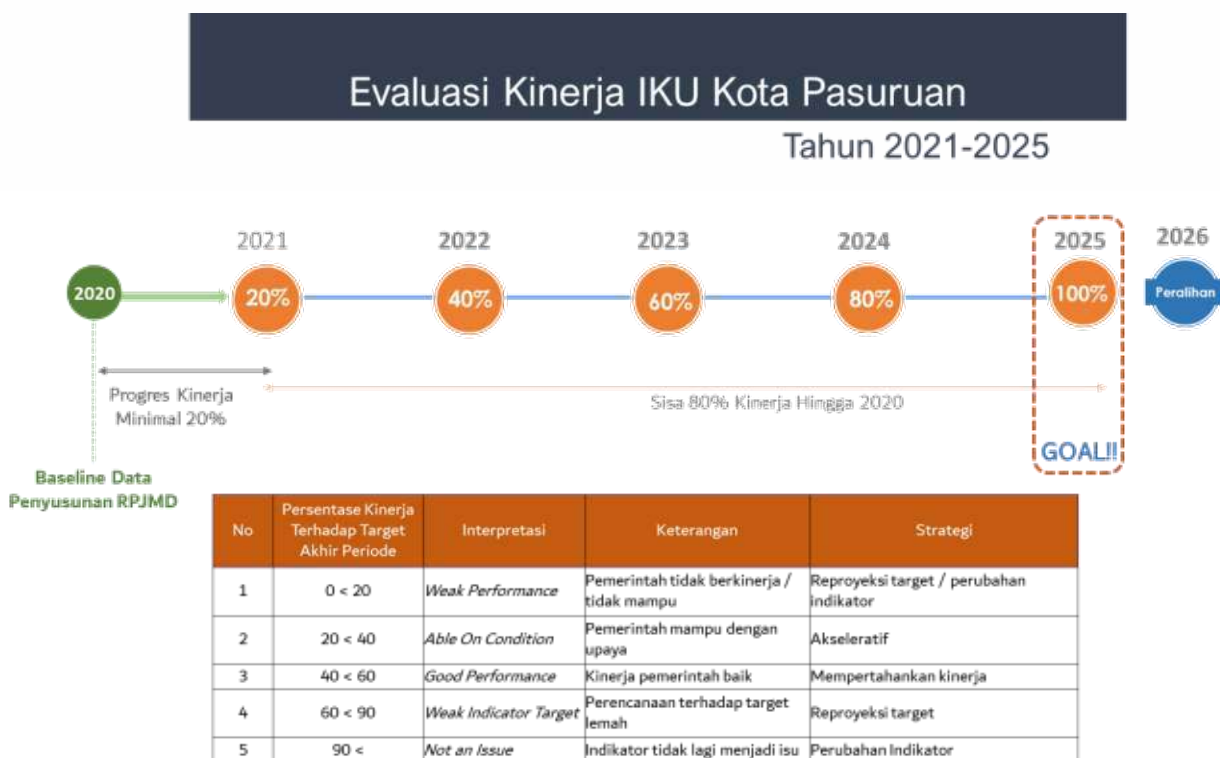 Evaluasi Kinerja IKU Kota Pasuruan
Tahun 2021-2025
2021
2022
2023
2024
2025
2026
2020
20%
40%
60%
80%
100%
Peralihan
Progres Kinerja
Minimal 20%
Sisa 80% Kinerja Hingga 2020
GOAL!!
Baseline Data
Penyusunan RPJMD
No
Persentase Kinerja
Terhadap Target
Akhir Periode
Interpretasi
Keterangan
Strategi
1
0 < 20
Weak Performance
Pemerintah tidak berkinerja /
tidak mampu
Reproyeksi target / perubahan
indikator
2
20 < 40
Able On Condition
Pemerintah mampu dengan
upaya
Akseleratif
3
40 < 60
Good Performance
Kinerja pemerintah baik
Mempertahankan kinerja
4
60 < 90
Weak Indicator Target
Perencanaan terhadap target
lemah
Reproyeksi target
5
90 <
Not an Issue
Indikator tidak lagi menjadi isu
Perubahan Indikator